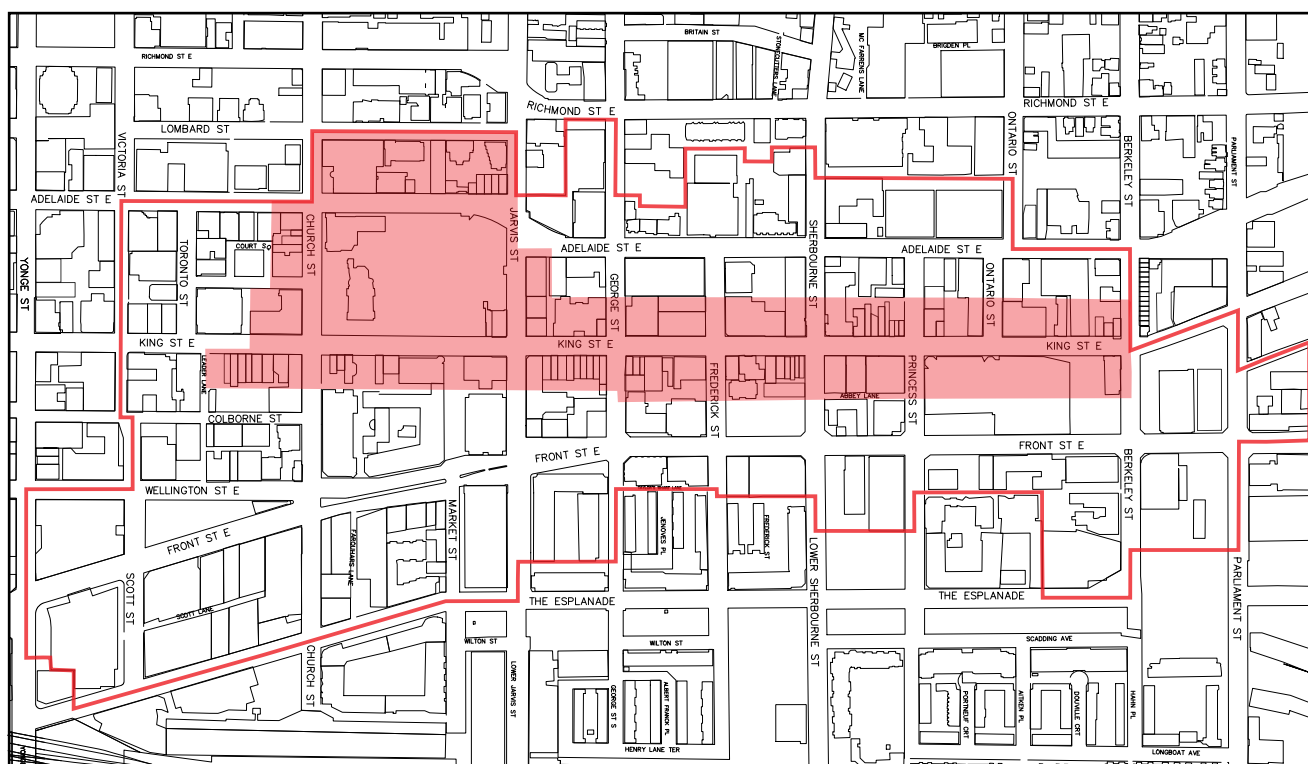 BRITAIN ST
STONECUTTERS LANE
MC FARRENS LANE
BRIGDEN PL
RICHMOND ST E
RICHMOND ST E
RICHMOND ST E
LOMBARD ST
VICTORIA ST
ONTARIO ST
BERKELEY ST
PARLIAMENT ST
ADELAIDE ST E
JARVIS ST
CHURCH ST
TORONTO ST
COURT SQ
ADELAIDE ST E
SHERBOURNE ST
ADELAIDE ST E
YONGE ST
GEORGE ST
ONTARIO ST
KING ST E
KING ST E
KING ST E
LEADER LANE
FREDERICK ST
PRINCESS ST
ABBEY LANE
COLBORNE ST
FRONT ST E
FRONT ST E
BERKELEY ST
WELLINGTON ST E
MARKET ST
FRONT ST E
FARQUHARS LANE
JENOVES PL
FREDERICK ST
LOWER SHERBOURNE ST
SCOTT ST
SCOTT LANE
THE ESPLANADE
THE ESPLANADE
PARLIAMENT ST
WILTON ST
WILTON ST
SCADDING AVE
CHURCH ST
LOWER JARVIS ST
GEORGE ST S
ALBERT FRANCK PL
PORTNEUF CRT
AITKEN PL
DOUVILLE CRT
HAHN PL
HENRY LANE TER
LONGBOAT AVE